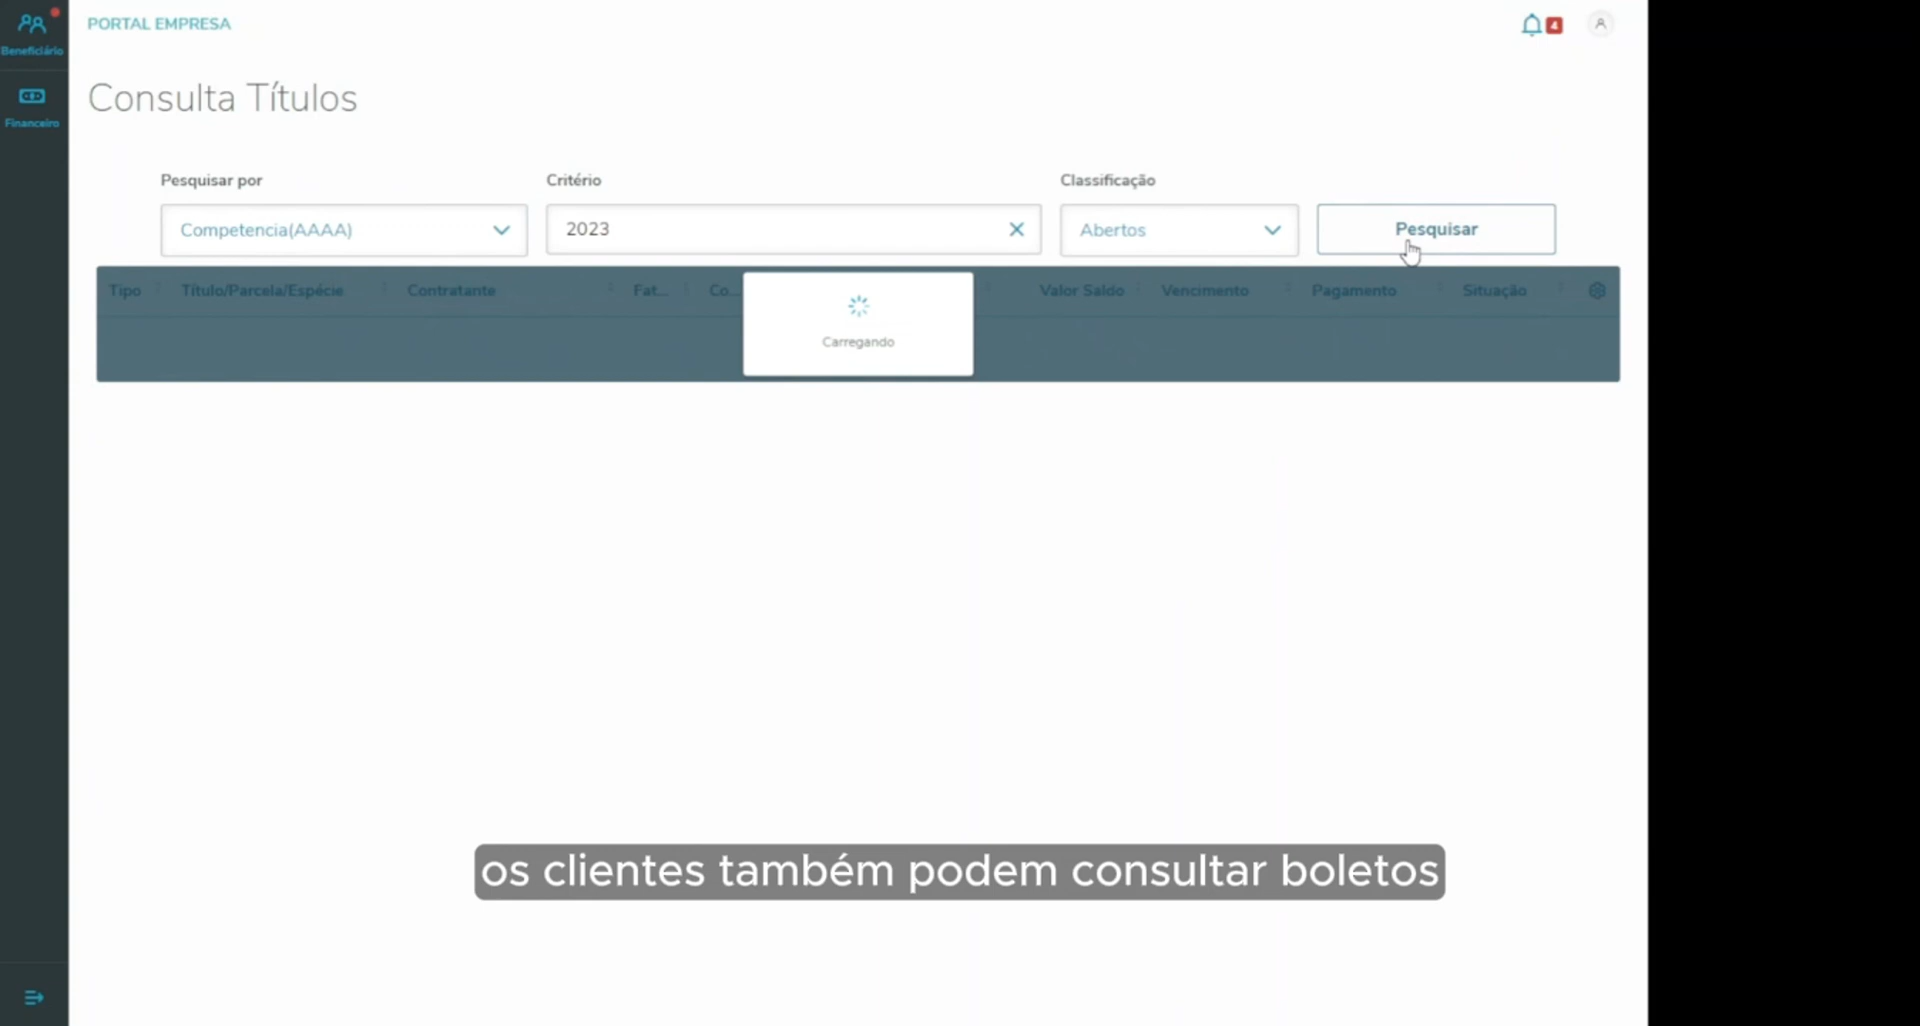 Beneficiário
PORTAL EMPRESA
4
Financeiro
Consulta Títulos
Pesquisar por
Critério
Classificação
Competencia(AAAA)
2023
Abertos
Pesquisar
Tipo Título/Parcela/Espécie Contratante Fat... Co... Valor Saldo Vencimento Pagamento Situação
Carregando
os clientes também podem consultar boletos